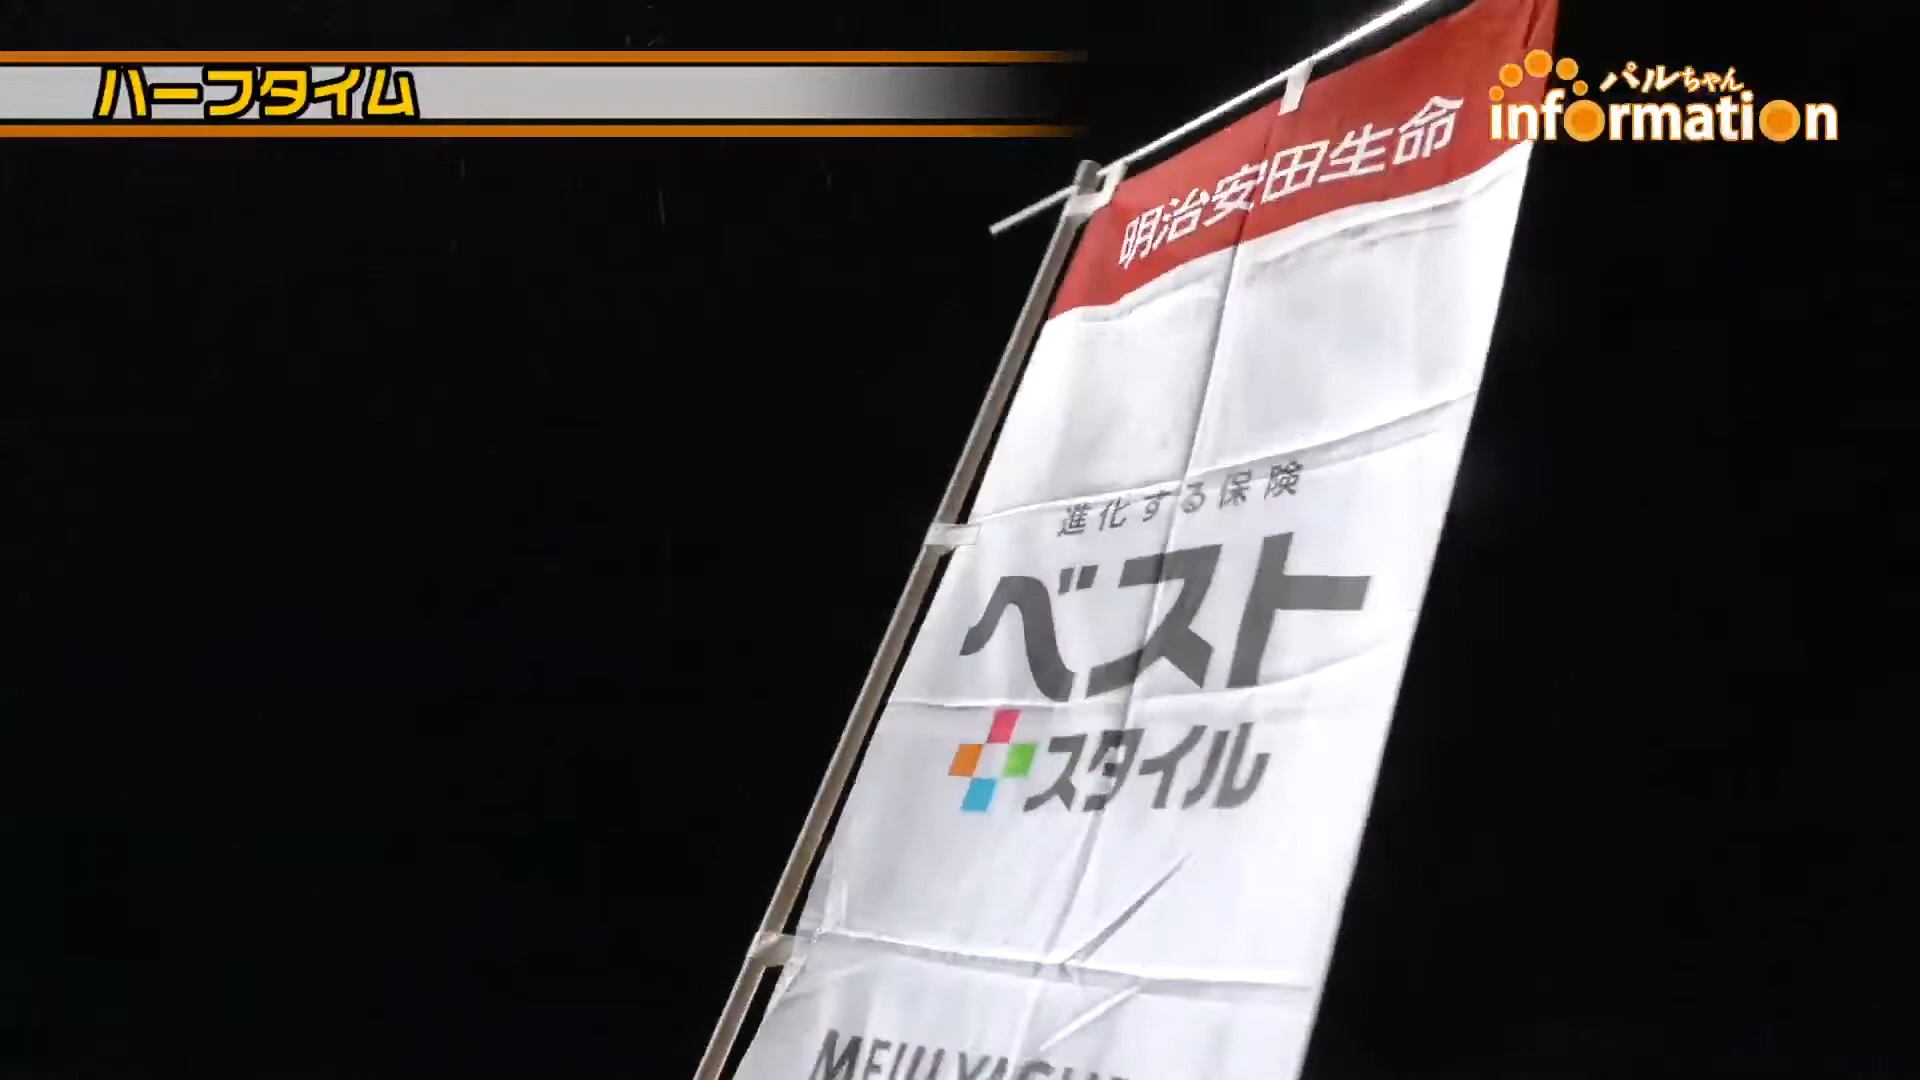 ハーフタイム
パルちゃん
information
明治安田生命
進化する保険
ベスト
スタイル